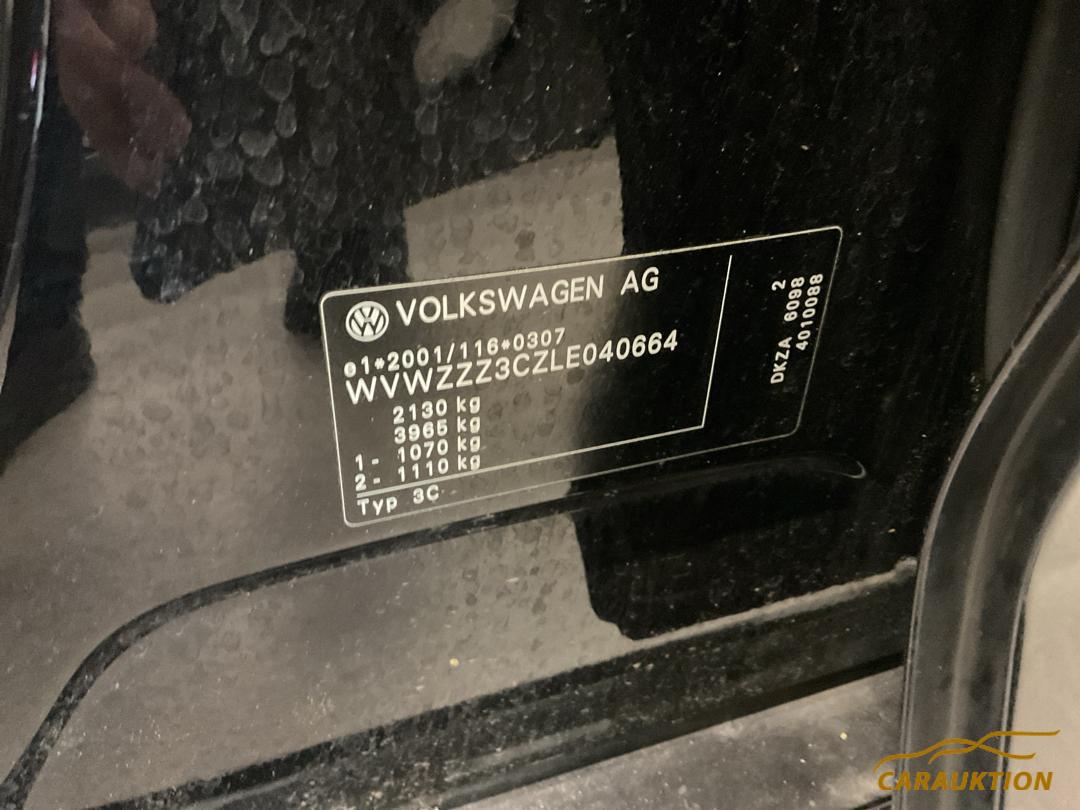 VOLKSWAGEN AG
e1*2001/116*0307
WVWZZZ3CZLE040664
2130 kg
3965 kg
1 - 1070 kg
2 - 1110 kg
Typ 3C
2
DKZA 6098
4010088
CARAUKTION